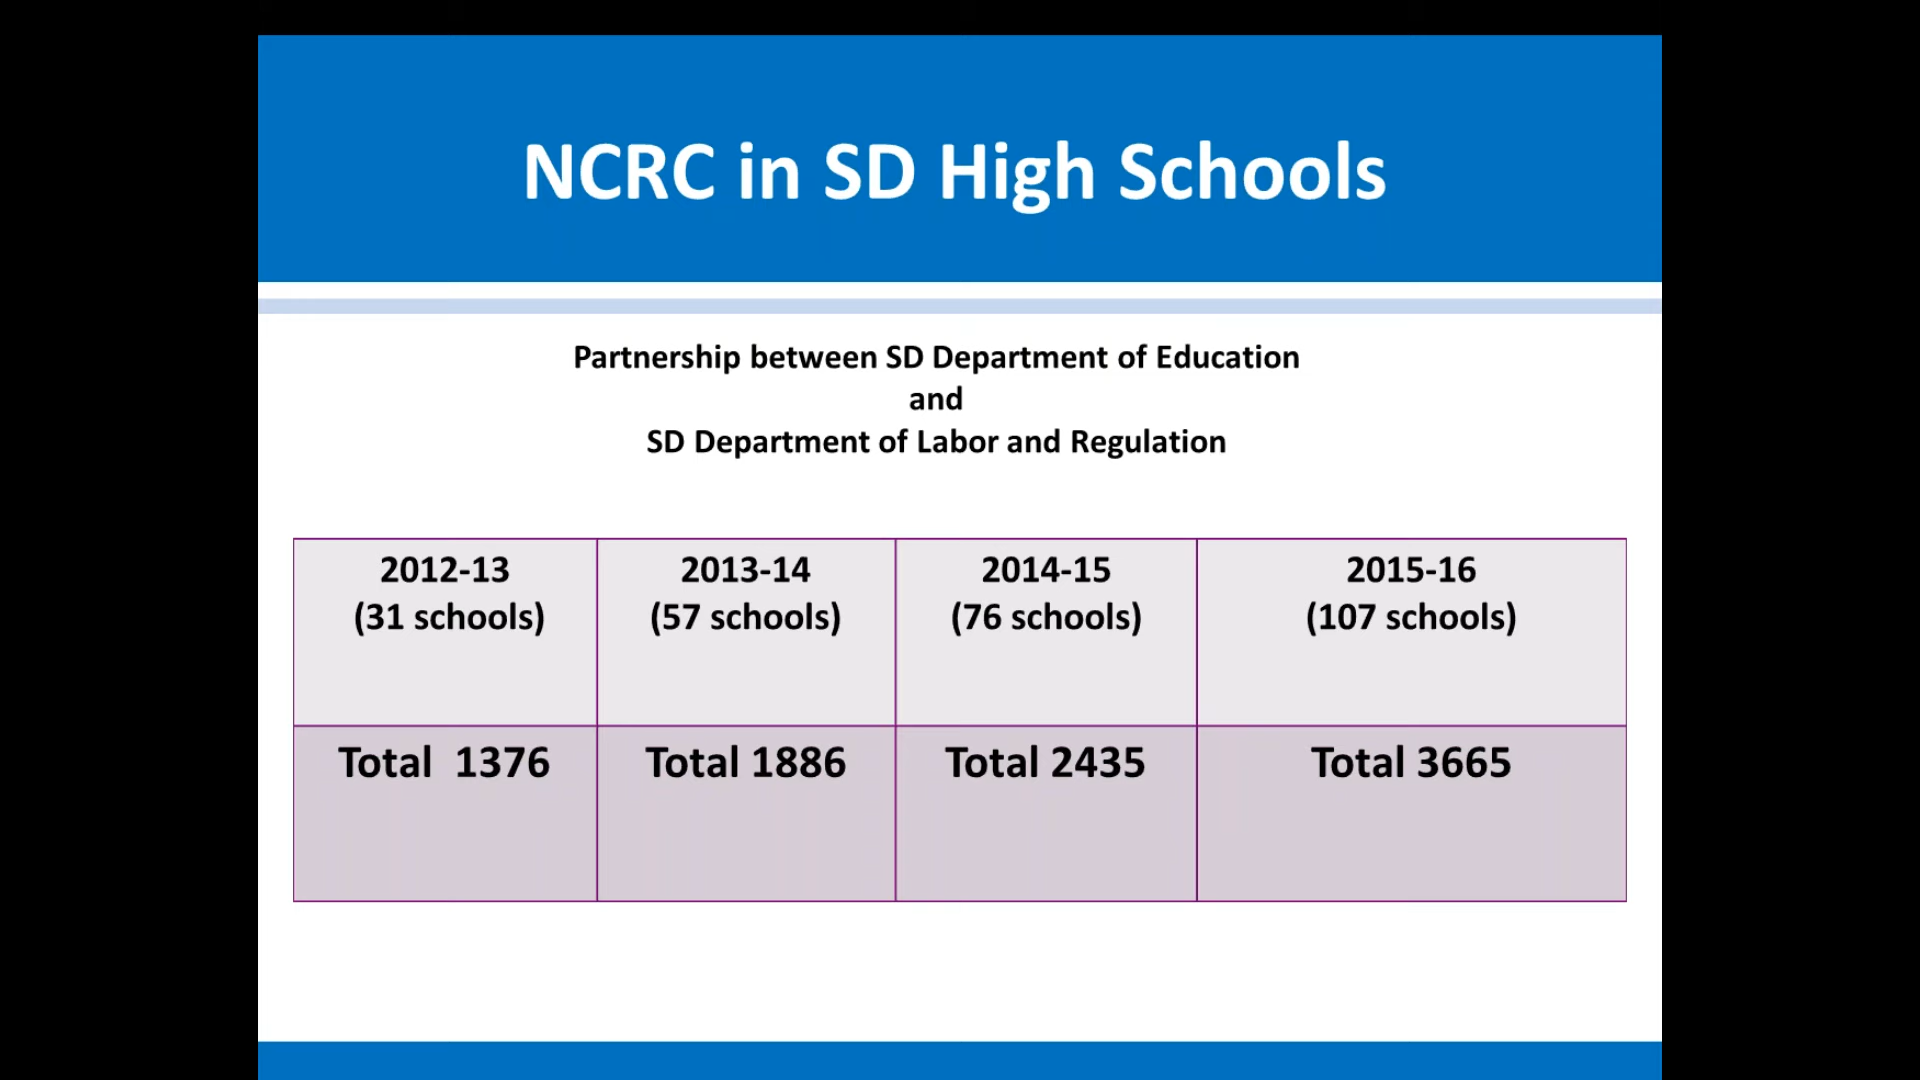 NCRC in SD High Schools
Partnership between SD Department of Education
and
SD Department of Labor and Regulation
2012-13
(31 schools)
2013-14
(57 schools)
2014-15
(76 schools)
2015-16
(107 schools)
Total  1376
Total 1886
Total 2435
Total 3665